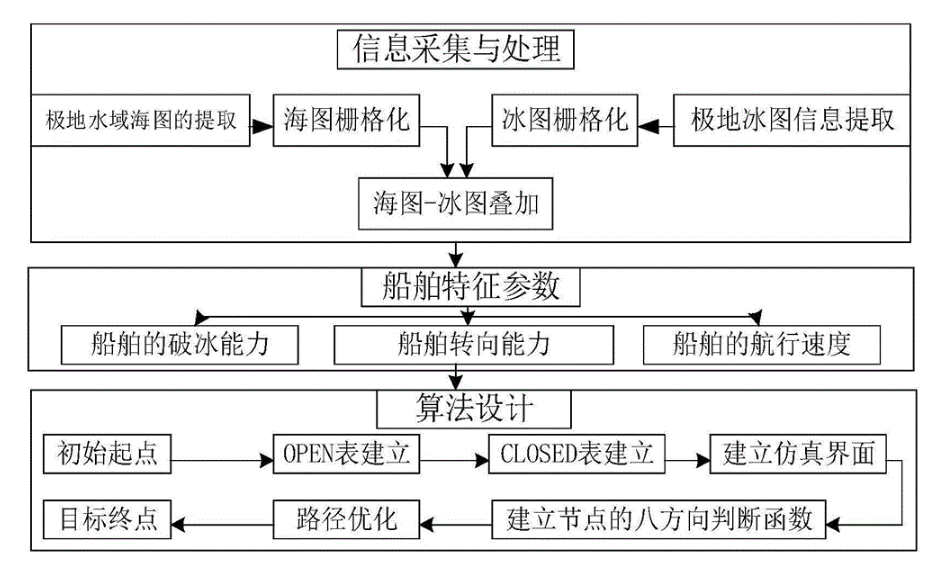 信息采集与处理
极地水域海图的提取
海图栅格化
冰图栅格化
极地冰图信息提取
海图-冰图叠加
船舶特征参数
船舶的破冰能力
船舶转向能力
船舶的航行速度
算法设计
初始起点
OPEN表建立
CLOSED表建立
建立仿真界面
目标终点
路径优化
建立节点的八方向判断函数